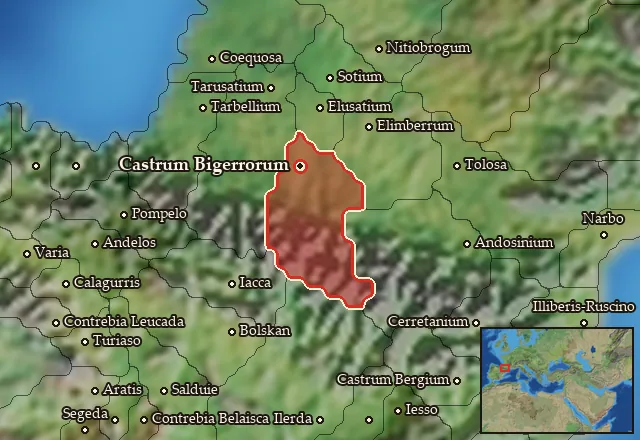 Nitiobrogum
Coequosa
Sotium
Tarusatium
Tarbellium
Elusatium
Elimberrum
Castrum Bigerrorum
Tolosa
Pompelo
Narbo
Andelos
Andosinium
Varia
Calagurris
Iacca
Illiberis-Ruscino
Contrebia Leucada
Cerretanium
Bolskan
Turiaso
Castrum Bergium
Aratis
Salduie
Iesso
Segeda
Contrebia Belaisca
Ilerda